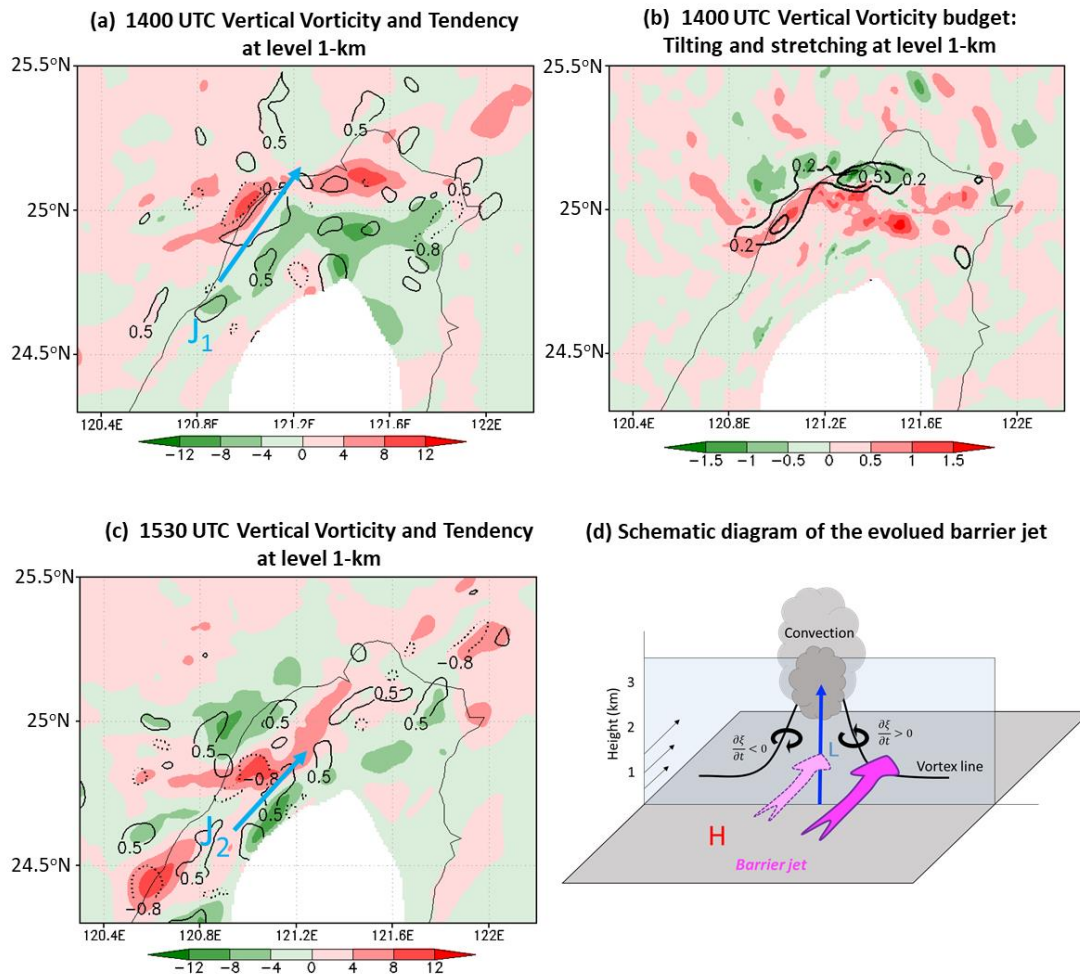 (a) 1400 UTC Vertical Vorticity and Tendency
at level 1-km
25.5°N
25°N
24.5°N
0.5
0.5
0.5
0.5
-0.8
0.5
0.5
J1
120.4E 120.8E 121.2E 121.6E 122E
-12 -8 -4 0 4 8 12
(b) 1400 UTC Vertical Vorticity budget:
Tilting and stretching at level 1-km
25.5°N
25°N
24.5°N
0.2
0.5
0.2
0.2
120.4E 120.8E 121.2E 121.6E 122E
-1.5 -1 -0.5 0 0.5 1 1.5
(c) 1530 UTC Vertical Vorticity and Tendency
at level 1-km
25.5°N
25°N
24.5°N
-0.8
0.5
0.5
0.5
0.5
-0.8
0.5
0.5
0.5
0.5
-0.8
J2
120.4E 120.8E 121.2E 121.6E 122E
-12 -8 -4 0 4 8 12
(d) Schematic diagram of the evolued barrier jet
Convection
Height (km)
3
2
1
∂ξ/∂t < 0
∂ξ/∂t > 0
L
Vortex line
H
Barrier jet